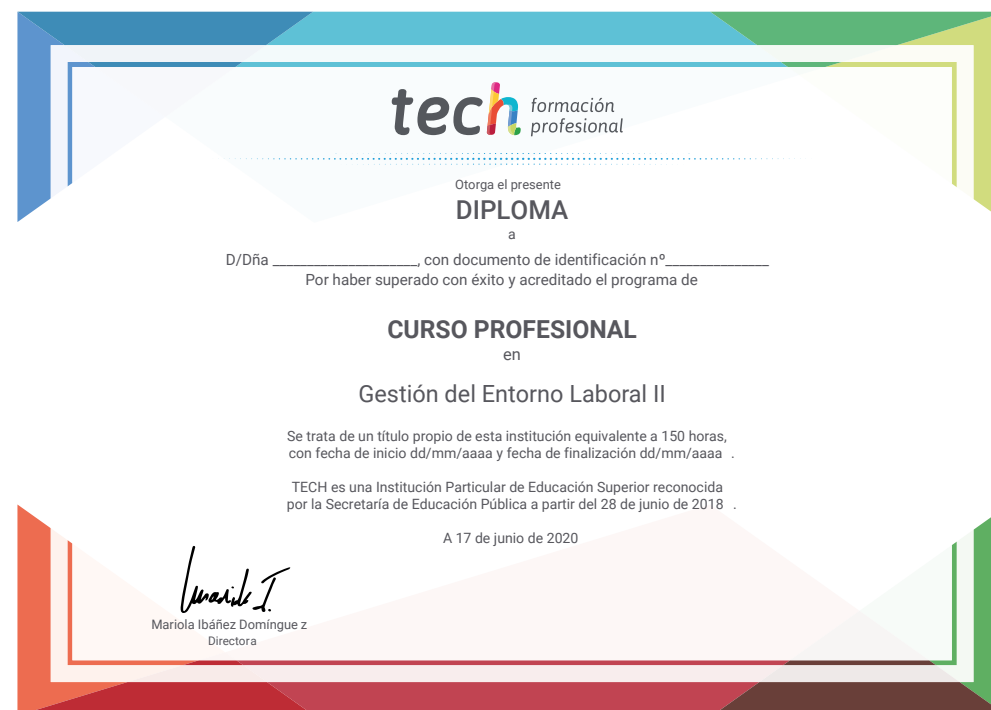 tech formación
profesional
Otorga el presente
DIPLOMA
a
D/Dña _____________________, con documento de identificación nº_______________
Por haber superado con éxito y acreditado el programa de
CURSO PROFESIONAL
en
Gestión del Entorno Laboral II
Se trata de un título propio de esta institución equivalente a 150 horas,
con fecha de inicio dd/mm/aaaa y fecha de finalización dd/mm/aaaa .
TECH es una Institución Particular de Educación Superior reconocida
por la Secretaría de Educación Pública a partir del 28 de junio de 2018 .
A 17 de junio de 2020
Mariola Ibáñez Domíngue z
Directora